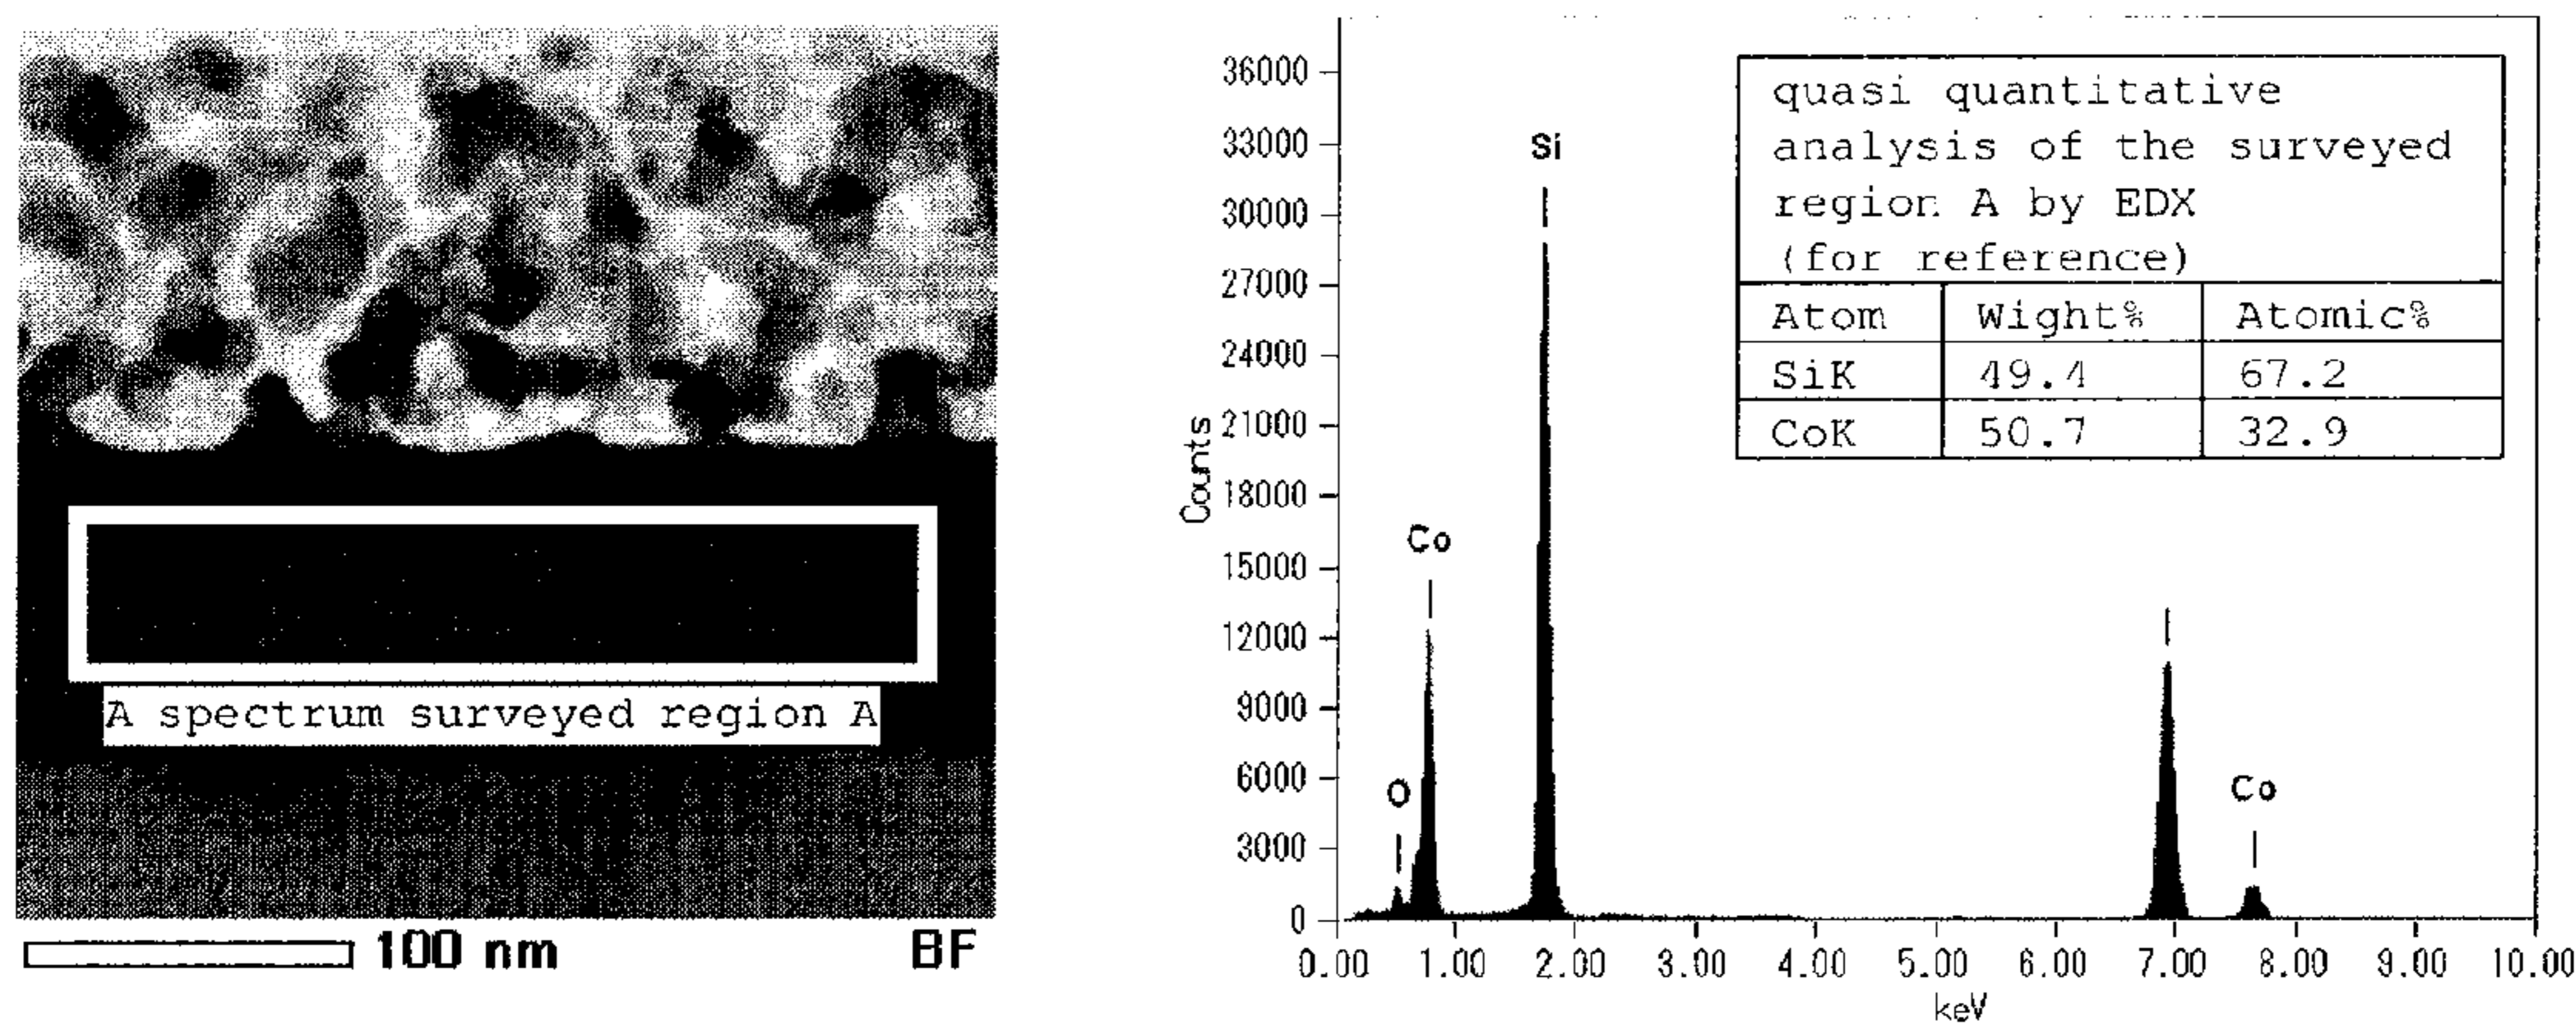 A spectrum surveyed region A
100 nm
BF
quasi quantitative
analysis of the surveyed
region A by EDX
(for reference)
Atom Wight% Atomic%
SiK 49.4 67.2
CoK 50.7 32.9
Counts
36000
33000
30000
27000
24000
21000
18000
15000
12000
9000
6000
3000
0
Si
Co
O
Co
0.00 1.00 2.00 3.00 4.00 5.00 6.00 7.00 8.00 9.00 10.00
keV